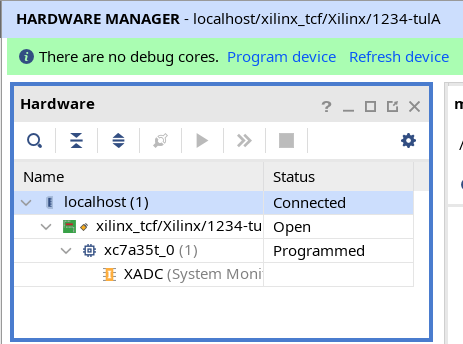 HARDWARE MANAGER - localhost/xilinx_tcf/Xilinx/1234-tulA
There are no debug cores. Program device Refresh device
Hardware
Name Status
localhost (1) Connected
xilinx_tcf/Xilinx/1234-tu Open
xc7a35t_0 (1) Programmed
XADC (System Moni